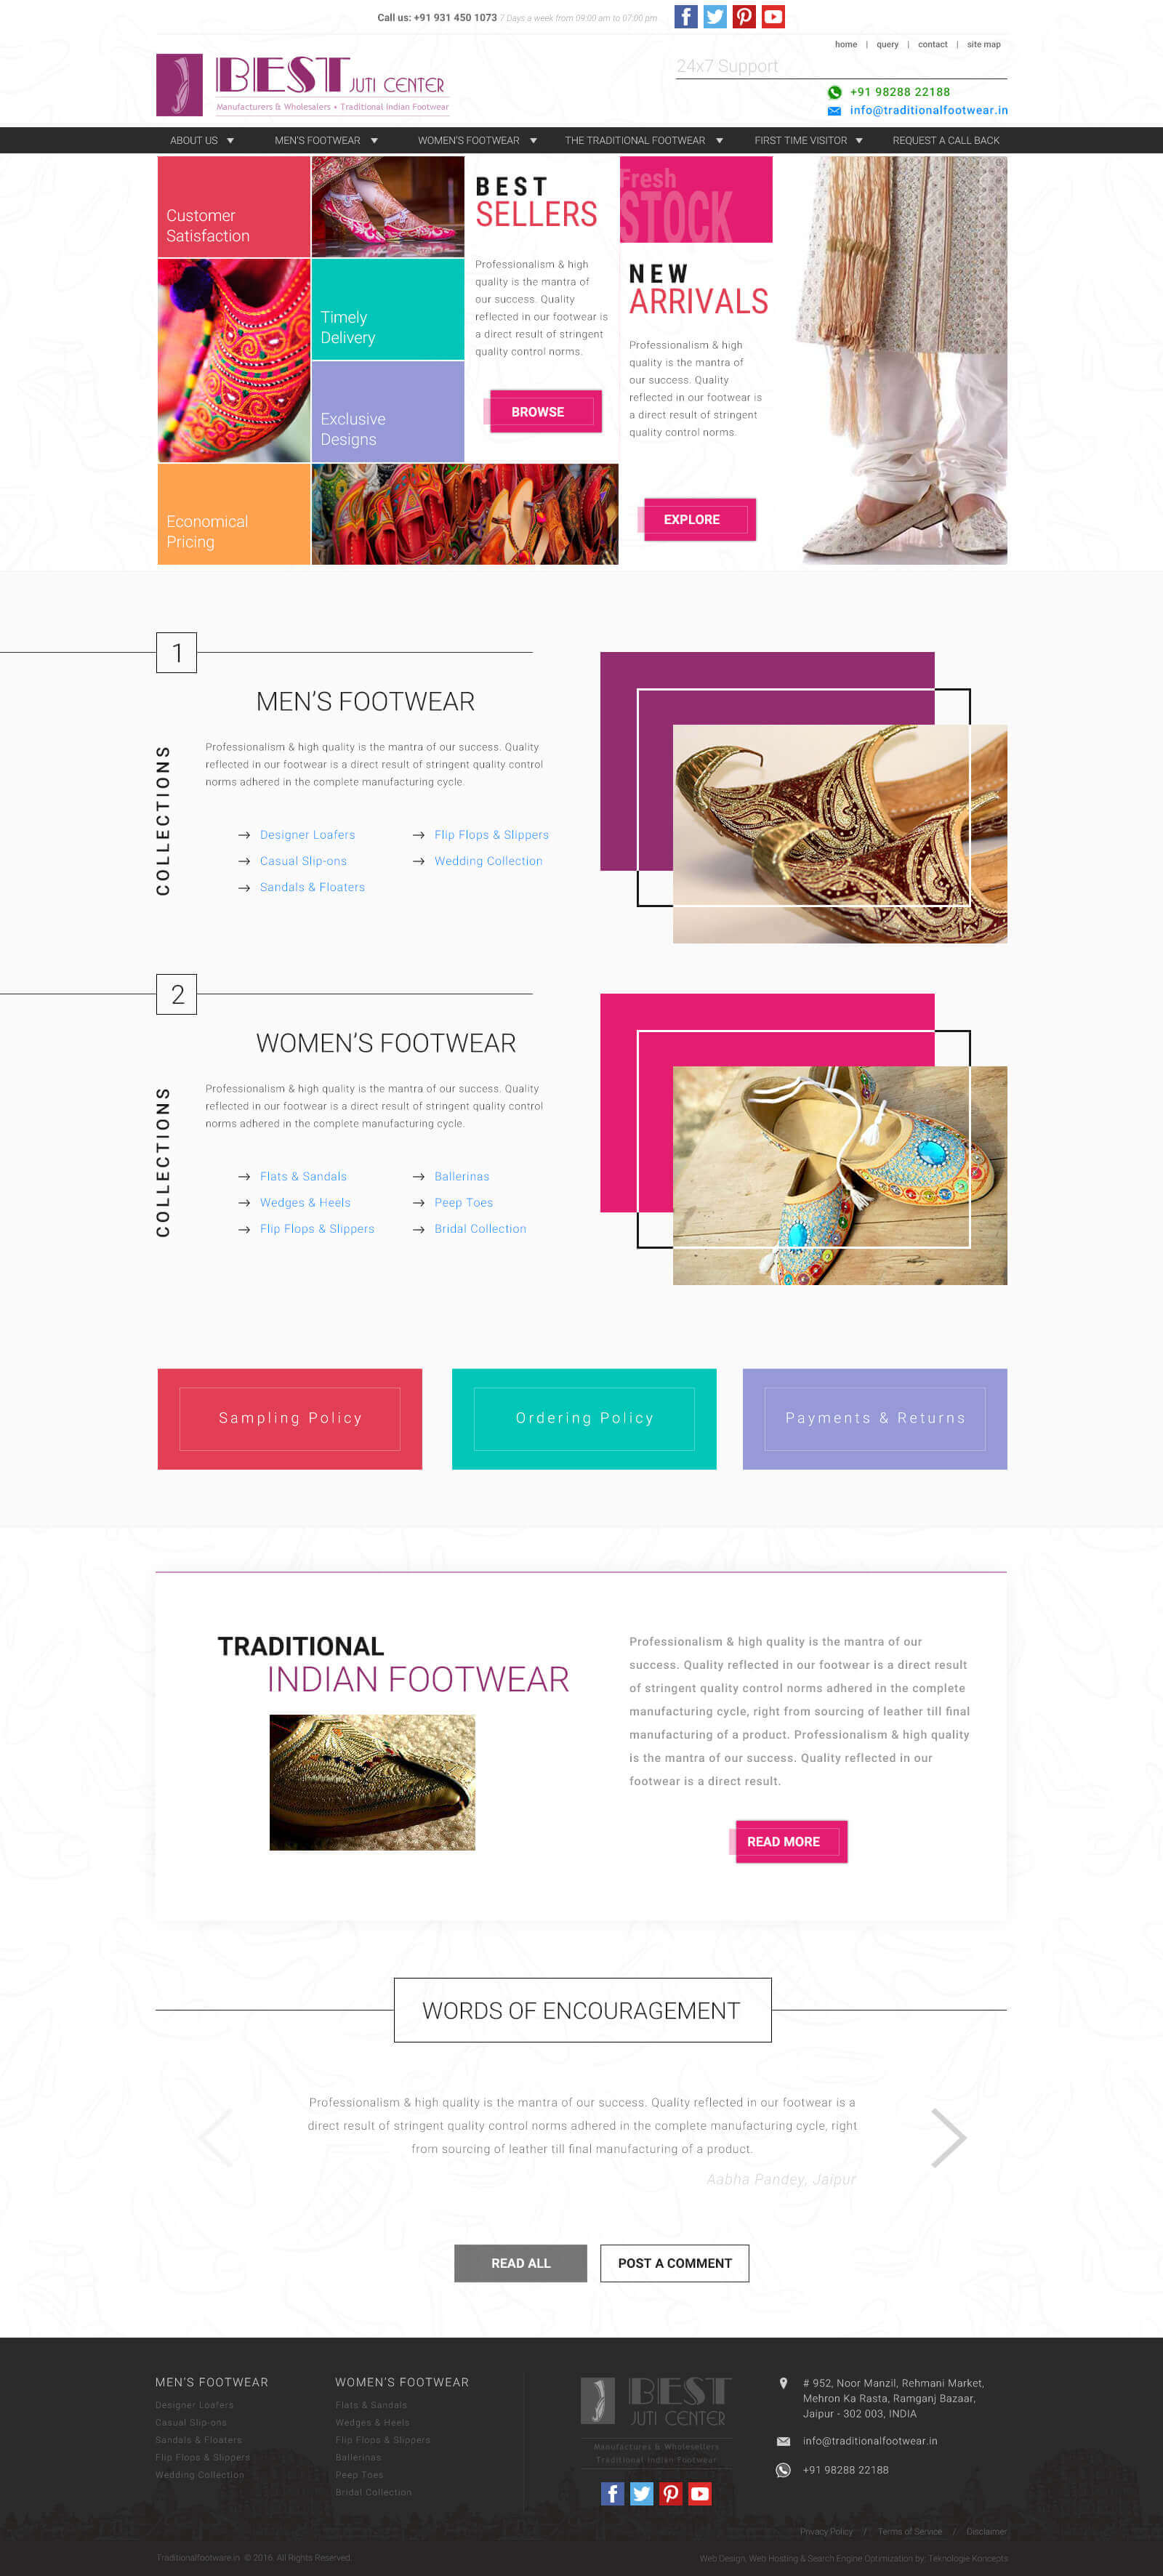 Call us: +91 931 450 1073 / 7 Days a week from 09:00 am to 07:00 pm
home | query | contact | site map
24x7 Support
BEST JUTI CENTER
Manufacturers & Wholesalers • Traditional Indian Footwear
+91 98288 22188
info@traditionalfootwear.in
ABOUT US MEN'S FOOTWEAR WOMEN'S FOOTWEAR THE TRADITIONAL FOOTWEAR FIRST TIME VISITOR REQUEST A CALL BACK
Customer
Satisfaction
Timely
Delivery
Exclusive
Designs
Economical
Pricing
BEST
SELLERS
Professionalism & high
quality is the mantra of
our success. Quality
reflected in our footwear is
a direct result of stringent
quality control norms.
BROWSE
Fresh
STOCK
NEW
ARRIVALS
Professionalism & high
quality is the mantra of
our success. Quality
reflected in our footwear is
a direct result of stringent
quality control norms.
EXPLORE
1
MEN'S FOOTWEAR
COLLECTIONS
Professionalism & high quality is the mantra of our success. Quality
reflected in our footwear is a direct result of stringent quality control
norms adhered in the complete manufacturing cycle.
Designer Loafers Flip Flops & Slippers
Casual Slip-ons Wedding Collection
Sandals & Floaters
2
WOMEN'S FOOTWEAR
COLLECTIONS
Professionalism & high quality is the mantra of our success. Quality
reflected in our footwear is a direct result of stringent quality control
norms adhered in the complete manufacturing cycle.
Flats & Sandals Ballerinas
Wedges & Heels Peep Toes
Flip Flops & Slippers Bridal Collection
Sampling Policy Ordering Policy Payments & Returns
TRADITIONAL
INDIAN FOOTWEAR
Professionalism & high quality is the mantra of our
success. Quality reflected in our footwear is a direct result
of stringent quality control norms adhered in the complete
manufacturing cycle, right from sourcing of leather till final
manufacturing of a product. Professionalism & high quality
is the mantra of our success. Quality reflected in our
footwear is a direct result.
READ MORE
WORDS OF ENCOURAGEMENT
Professionalism & high quality is the mantra of our success. Quality reflected in our footwear is a
direct result of stringent quality control norms adhered in the complete manufacturing cycle, right
from sourcing of leather till final manufacturing of a product.
Aabha Pandey, Jaipur
READ ALL POST A COMMENT
MEN'S FOOTWEAR
Designer Loafers
Casual Slip-ons
Sandals & Floaters
Flip Flops & Slippers
Wedding Collection
WOMEN'S FOOTWEAR
Flats & Sandals
Wedges & Heels
Flip Flops & Slippers
Ballerinas
Peep Toes
Bridal Collection
BEST
JUTI CENTER
Manufactures & Wholesellers
Traditional Indian Footwear
# 952, Noor Manzil, Rehmani Market,
Mehron Ka Rasta, Ramganj Bazaar,
Jaipur - 302 003, INDIA
info@traditionalfootwear.in
+91 98288 22188
Privacy Policy / Terms of Service / Disclaimer
Traditionalfootware.in © 2016. All Rights Reserved.
Web Design, Web Hosting & Search Engine Optimization by: Teknologie Koncepts